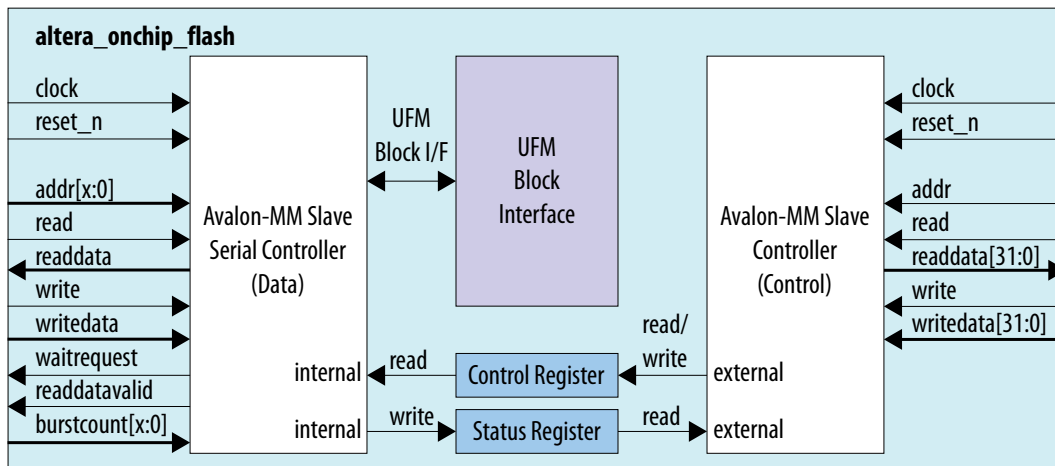 altera_onchip_flash
clock
reset_n
addr[x:0]
read
readdata
write
writedata
waitrequest
readdatavalid
burstcount[x:0]
Avalon-MM Slave
Serial Controller
(Data)
internal
internal
UFM
Block I/F
UFM
Block
Interface
read
Control Register
read/
write
write
Status Register
read
Avalon-MM Slave
Controller
(Control)
external
external
clock
reset_n
addr
read
readdata[31:0]
write
writedata[31:0]